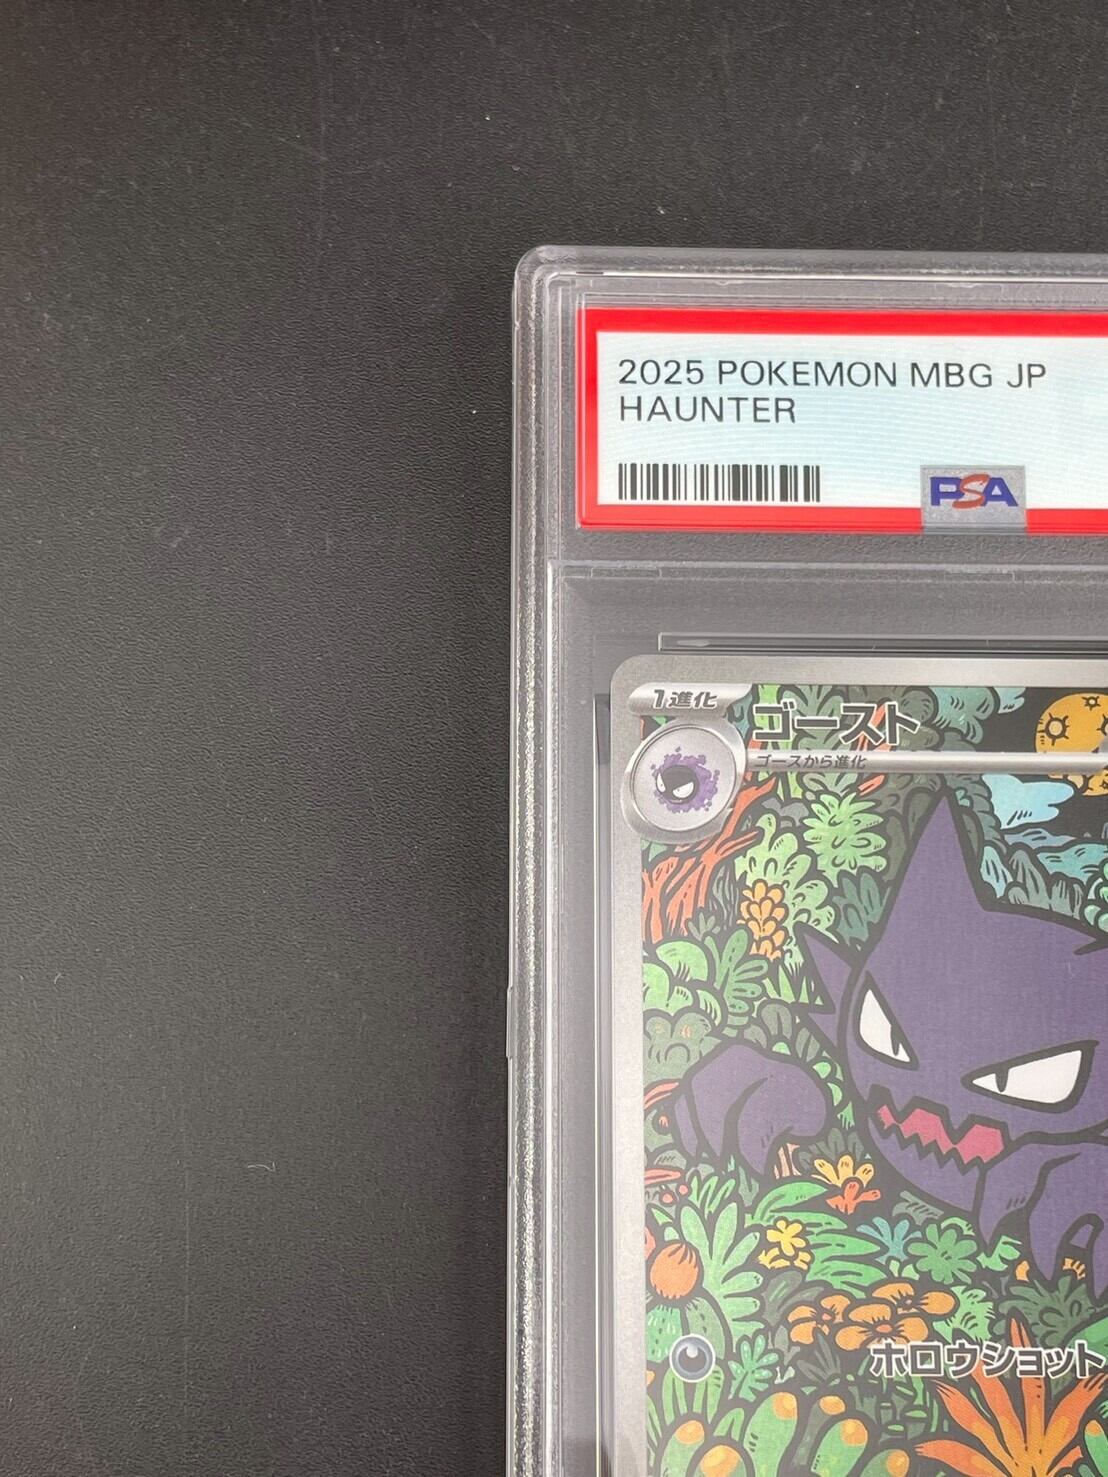 2025 POKEMON MBG JP
HAUNTER
PSA
1進化
ゴースト
ゴースから進化
ホロウショット